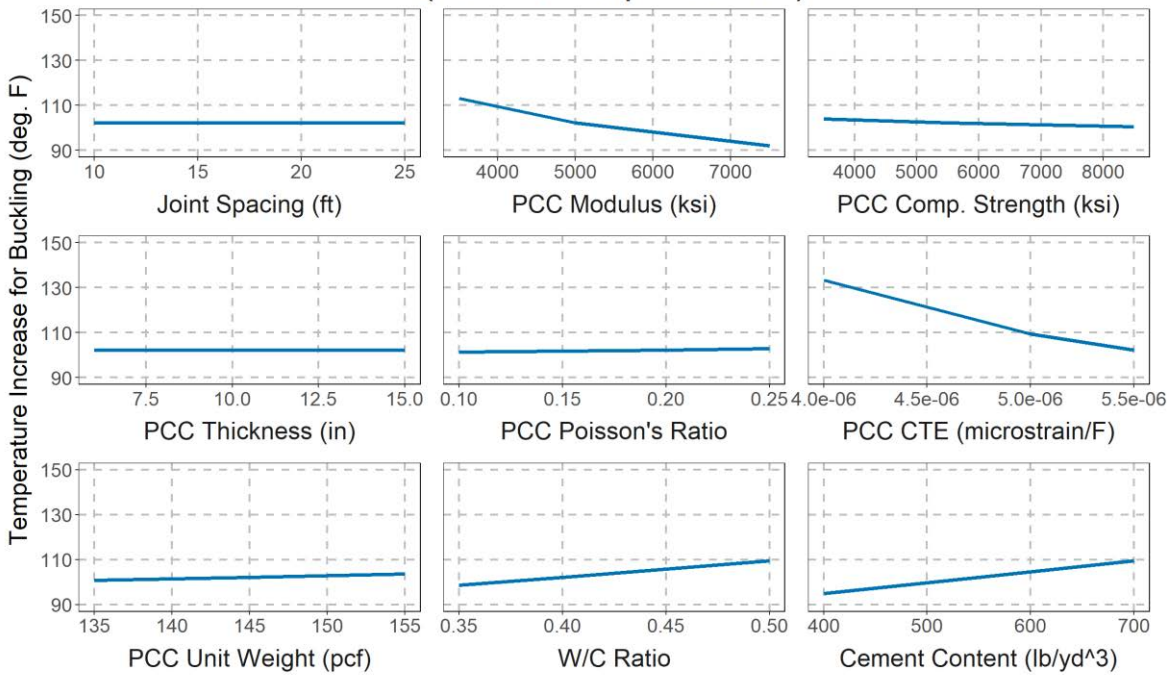 Temperature Increase for Buckling (deg. F)
150
130
110
90
10 15 20 25
Joint Spacing (ft)
4000 5000 6000 7000
PCC Modulus (ksi)
4000 5000 6000 7000 8000
PCC Comp. Strength (ksi)
150
130
110
90
7.5 10.0 12.5 15.0
PCC Thickness (in)
0.10 0.15 0.20 0.25
PCC Poisson's Ratio
4.0e-06 4.5e-06 5.0e-06 5.5e-06
PCC CTE (microstrain/F)
150
130
110
90
135 140 145 150 155
PCC Unit Weight (pcf)
0.35 0.40 0.45 0.50
W/C Ratio
400 500 600 700
Cement Content (lb/yd^3)